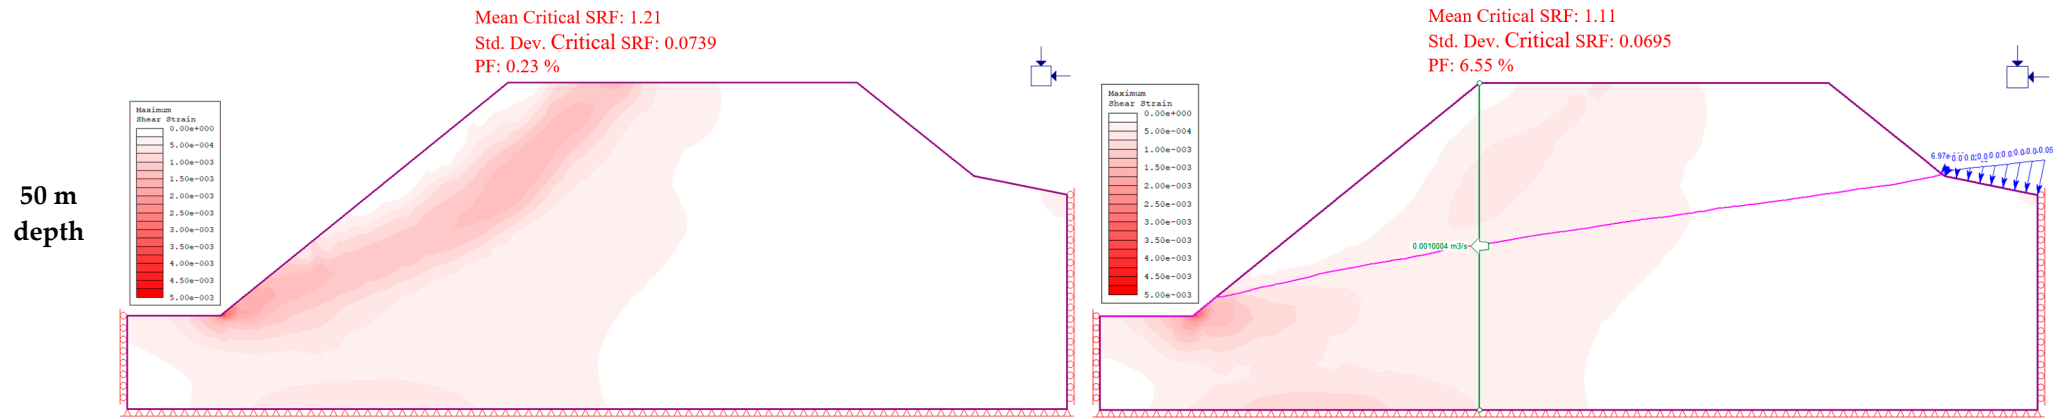 Mean Critical SRF: 1.21
Std. Dev. Critical SRF: 0.0739
PF: 0.23 %
Mean Critical SRF: 1.11
Std. Dev. Critical SRF: 0.0695
PF: 6.55 %
50 m
depth
Maximum
Shear Strain
0.00e+000
5.00e-004
1.00e-003
1.50e-003
2.00e-003
2.50e-003
3.00e-003
3.50e-003
4.00e-003
4.50e-003
5.00e-003
Maximum
Shear Strain
0.00e+000
5.00e-004
1.00e-003
1.50e-003
2.00e-003
2.50e-003
3.00e-003
3.50e-003
4.00e-003
4.50e-003
5.00e-003
0.0010004 m3/s